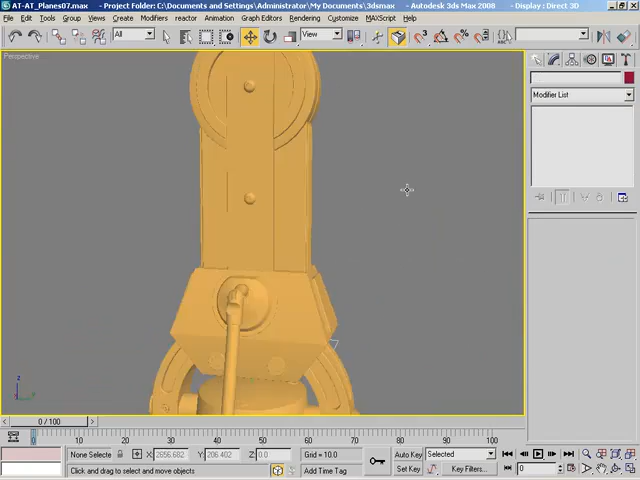 AT-AT_Planes07.max - Project Folder: C:\Documents and Settings\Administrator\My Documents\3dsmax - Autodesk 3ds Max 2008 - Display : Direct 3D
File Edit Tools Group Views Create Modifiers reactor Animation Graph Editors Rendering Customize MAXScript Help
All View
Perspective
Modifier List
z
0 / 100
0 10 20 30 40 50 60 70 80 90 100
None Selecte X: 2656.682 Y: 206.402 Z: 0.0 Grid = 10.0 Auto Key Selected
Click and drag to select and move objects Add Time Tag Set Key Key Filters... 0